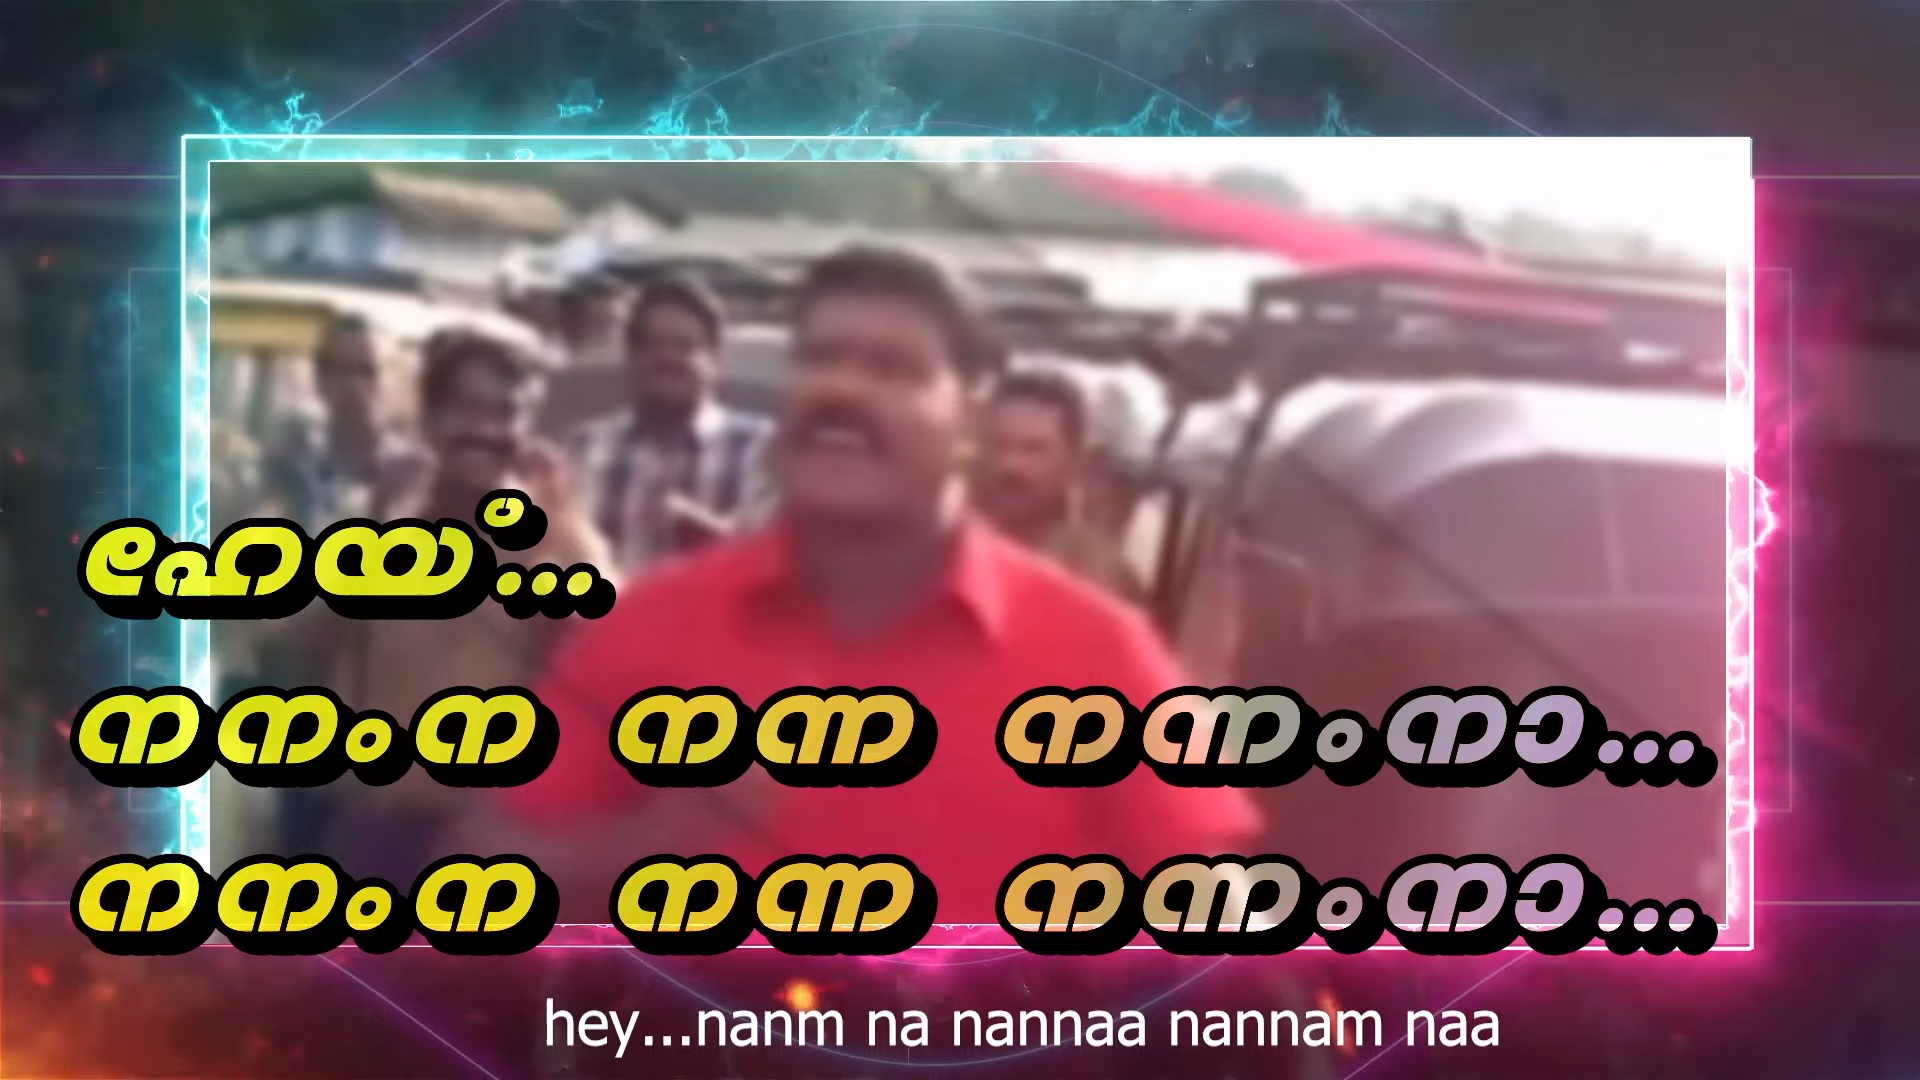 ഹേയ്...
നനംന നന്ന നന്നംനാ...
നനംന നന്ന നന്നംനാ...
hey...nanm na nannaa nannam naa